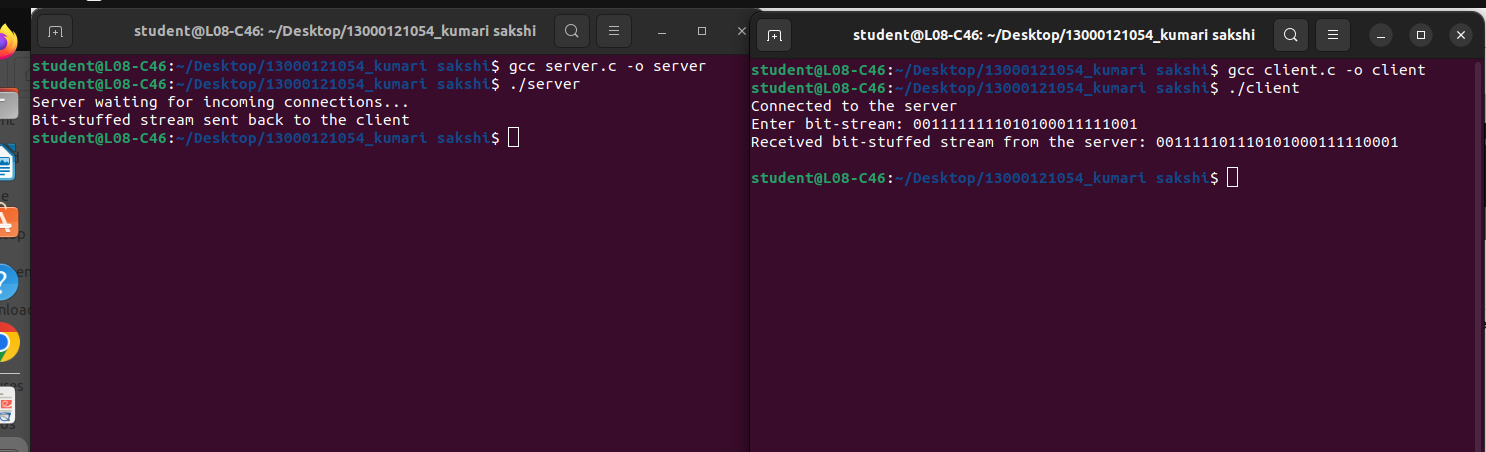 student@L08-C46: ~/Desktop/13000121054_kumari sakshi
student@L08-C46:~/Desktop/13000121054_kumari sakshi$ gcc server.c -o server
student@L08-C46:~/Desktop/13000121054_kumari sakshi$ ./server
Server waiting for incoming connections...
Bit-stuffed stream sent back to the client
student@L08-C46:~/Desktop/13000121054_kumari sakshi$
student@L08-C46: ~/Desktop/13000121054_kumari sakshi
student@L08-C46:~/Desktop/13000121054_kumari sakshi$ gcc client.c -o client
student@L08-C46:~/Desktop/13000121054_kumari sakshi$ ./client
Connected to the server
Enter bit-stream: 0011111111010100011111001
Received bit-stuffed stream from the server: 001111101110101000111110001
student@L08-C46:~/Desktop/13000121054_kumari sakshi$